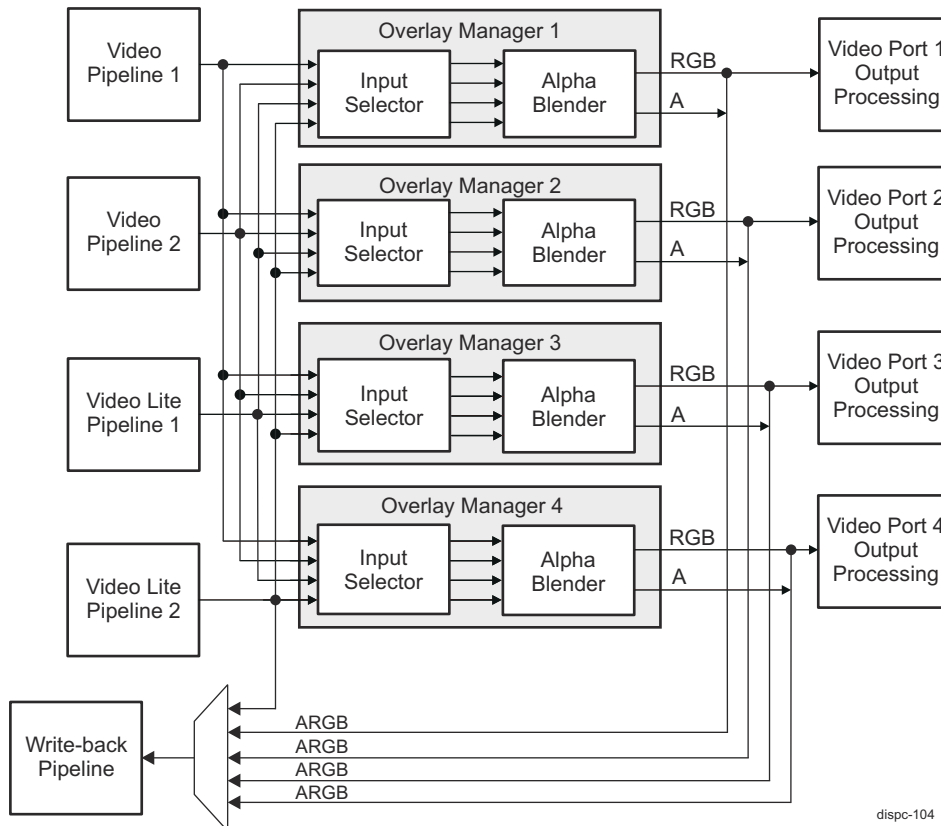 Video
Pipeline 1
Overlay Manager 1
Input
Selector
Alpha
Blender
RGB
A
Video Port 1
Output
Processing
Video
Pipeline 2
Overlay Manager 2
Input
Selector
Alpha
Blender
RGB
A
Video Port 2
Output
Processing
Video Lite
Pipeline 1
Overlay Manager 3
Input
Selector
Alpha
Blender
RGB
A
Video Port 3
Output
Processing
Video Lite
Pipeline 2
Overlay Manager 4
Input
Selector
Alpha
Blender
RGB
A
Video Port 4
Output
Processing
Write-back
Pipeline
ARGB
ARGB
ARGB
ARGB
dispc-104